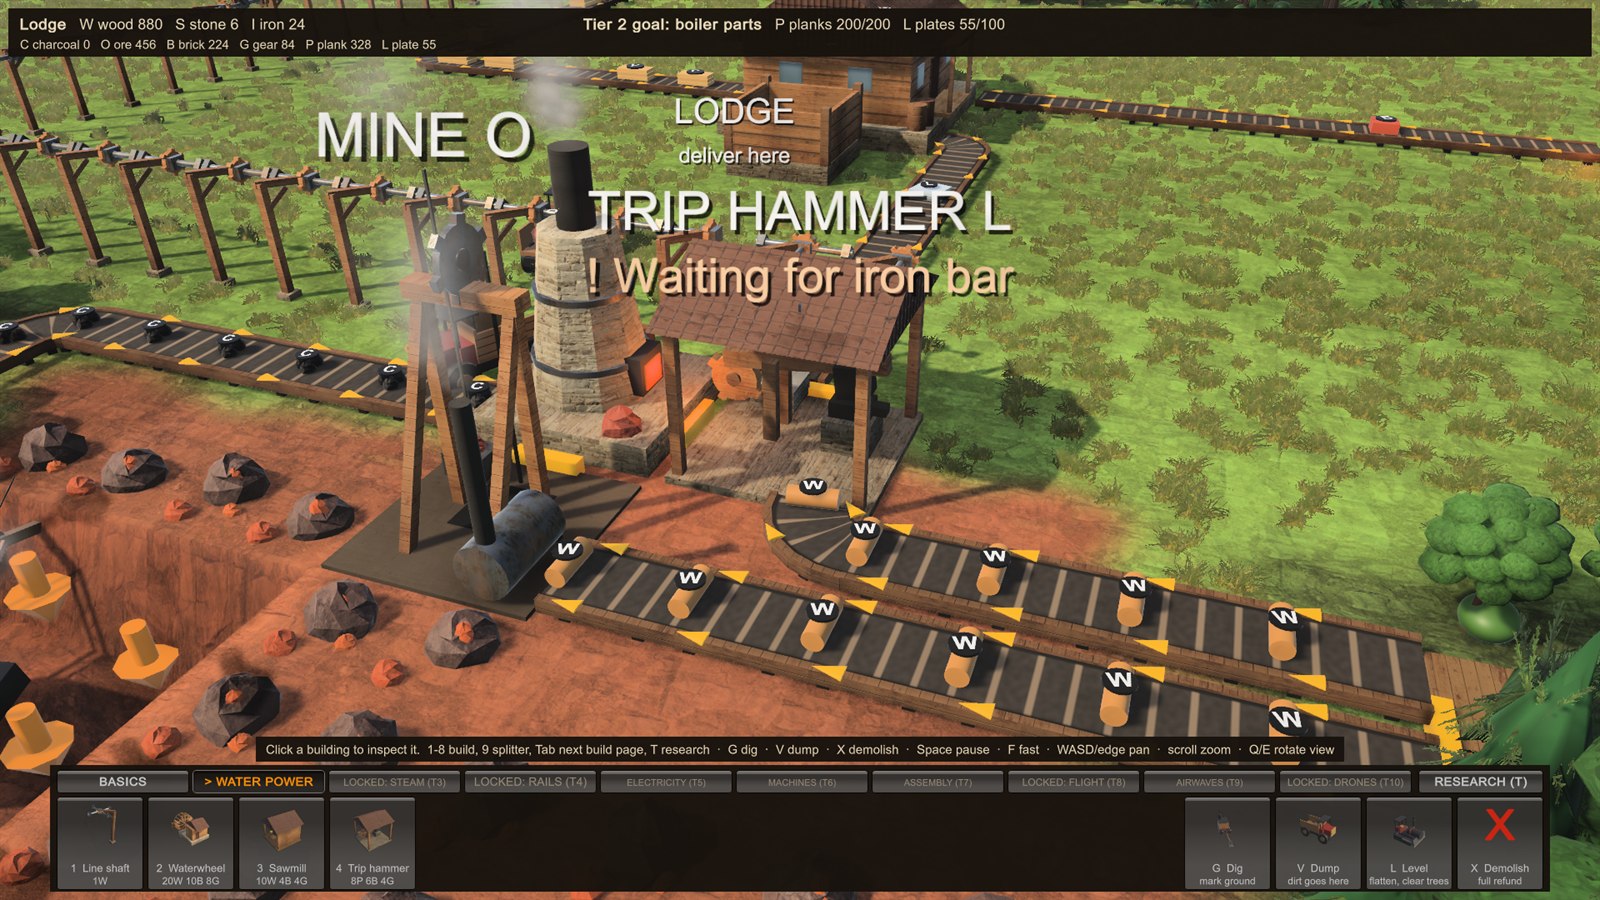 Lodge W wood 880 S stone 6 I iron 24
Tier 2 goal: boiler parts P planks 200/200 L plates 55/100
C charcoal 0 O ore 456 B brick 224 G gear 84 P plank 328 L plate 55
MINE O
LODGE
deliver here
TRIP HAMMER L
! Waiting for iron bar
C
C
C
C
C
C
W
W
W
W
W
W
W
W
W
W
W
Click a building to inspect it. 1-8 build, 9 splitter, Tab next build page, T research · G dig · V dump · X demolish · Space pause · F fast · WASD/edge pan · scroll zoom · Q/E rotate view
BASICS
> WATER POWER
LOCKED: STEAM (T3)
LOCKED: RAILS (T4)
ELECTRICITY (T5)
MACHINES (T6)
ASSEMBLY (T7)
LOCKED: FLIGHT (T8)
AIRWAVES (T9)
LOCKED: DRONES (T10)
RESEARCH (T)
1 Line shaft
1W
2 Waterwheel
20W 10B 8G
3 Sawmill
10W 4B 4G
4 Trip hammer
8P 6B 4G
G Dig
mark ground
V Dump
dirt goes here
L Level
flatten, clear trees
X
X Demolish
full refund